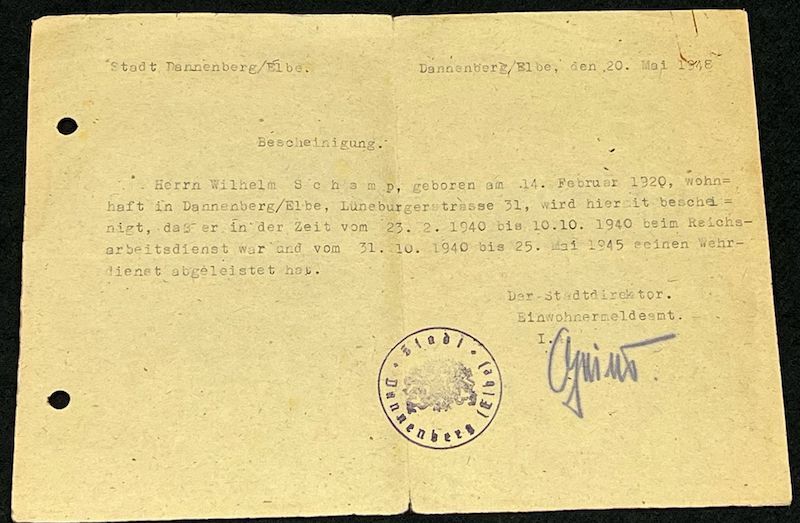 Stadt Dannenberg/Elbe. Dannenberg/Elbe, den 20. Mai 1948
Bescheinigung.
Herrn Wilhelm S c h a m p, geboren am 14. Februar 1920, wohn=
haft in Dannenberg/Elbe, Lüneburgerstrasse 31, wird hiermit beschei=
nigt, daß er in der Zeit vom 23. 2. 1940 bis 10.10. 1940 beim Reichs-
arbeitsdienst war und vom 31. 10. 1940 bis 25. Mai 1945 seinen Wehr-
dienst abgeleistet hat.
Der Stadtdirektor.
Einwohnermeldeamt.
I.
Stadt
Dannenberg (Elbe)